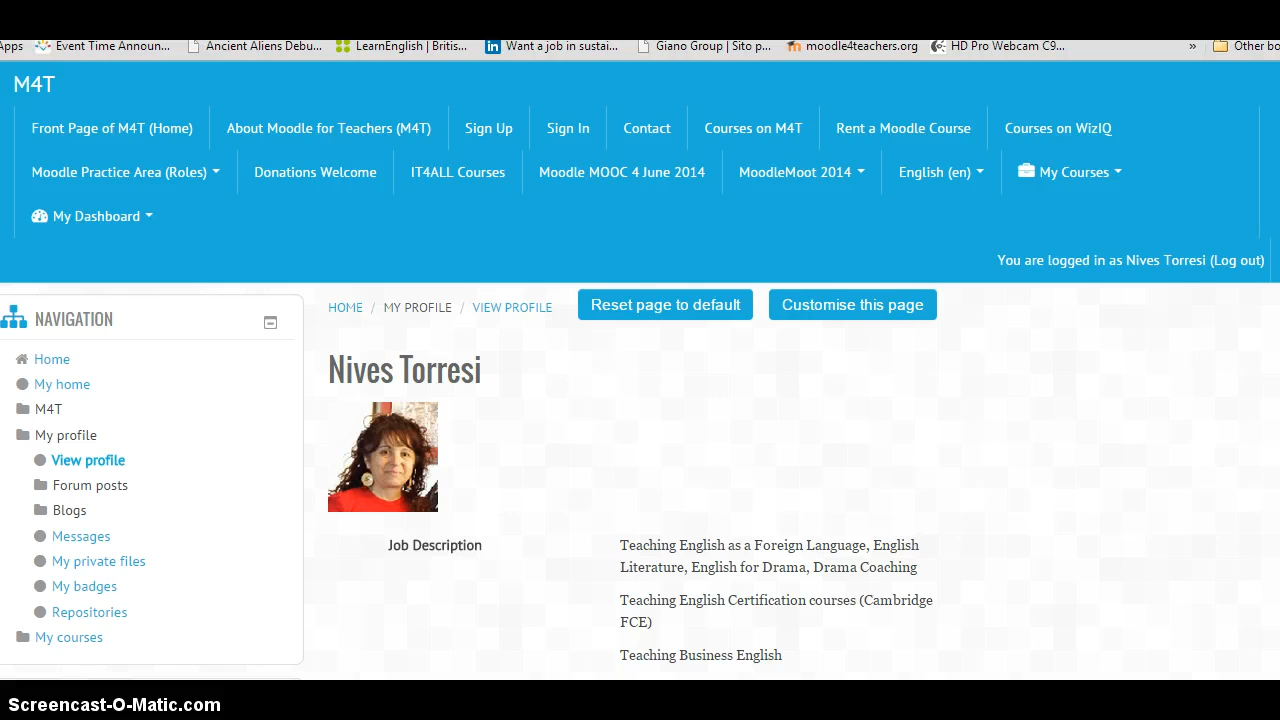 Apps Event Time Announ... Ancient Aliens Debu... LearnEnglish | Britis... Want a job in sustai... Giano Group | Sito p... moodle4teachers.org HD Pro Webcam C9... » Other bo
M4T
Front Page of M4T (Home) About Moodle for Teachers (M4T) Sign Up Sign In Contact Courses on M4T Rent a Moodle Course Courses on WizIQ
Moodle Practice Area (Roles) Donations Welcome IT4ALL Courses Moodle MOOC 4 June 2014 MoodleMoot 2014 English (en) My Courses
My Dashboard
You are logged in as Nives Torresi (Log out)
HOME / MY PROFILE / VIEW PROFILE Reset page to default Customise this page
NAVIGATION
Home
My home
M4T
My profile
View profile
Forum posts
Blogs
Messages
My private files
My badges
Repositories
My courses
Nives Torresi
Job Description
Teaching English as a Foreign Language, English
Literature, English for Drama, Drama Coaching
Teaching English Certification courses (Cambridge
FCE)
Teaching Business English
Screencast-O-Matic.com